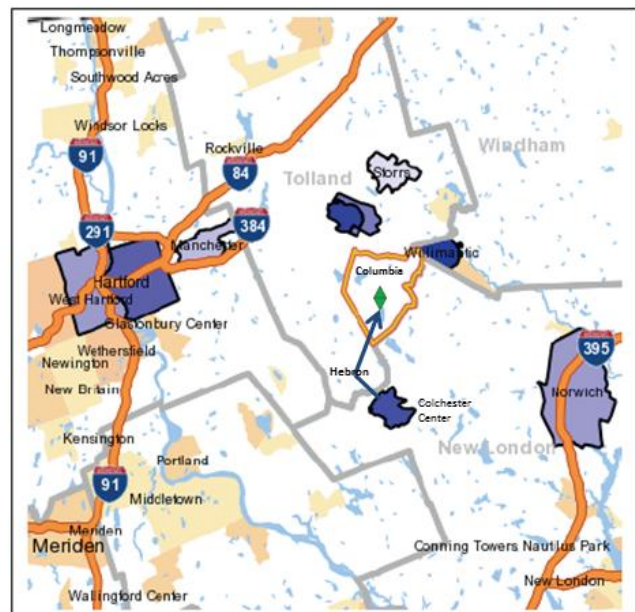 Longmeadow
Thompsonville
Southwood Acres
Windsor Locks
Rockville
Windham
91
84
Tolland
Storrs
291
384
Manchester
Willimantic
Hartford
Columbia
West Hartford
Glastonbury Center
Wethersfield
395
Newington
Hebron
New Britain
Norwich
Colchester
Center
Kensington
New London
Portland
91
Middletown
Meriden
Meriden
Conning Towers Nautilus Park
New London
Wallingford Center